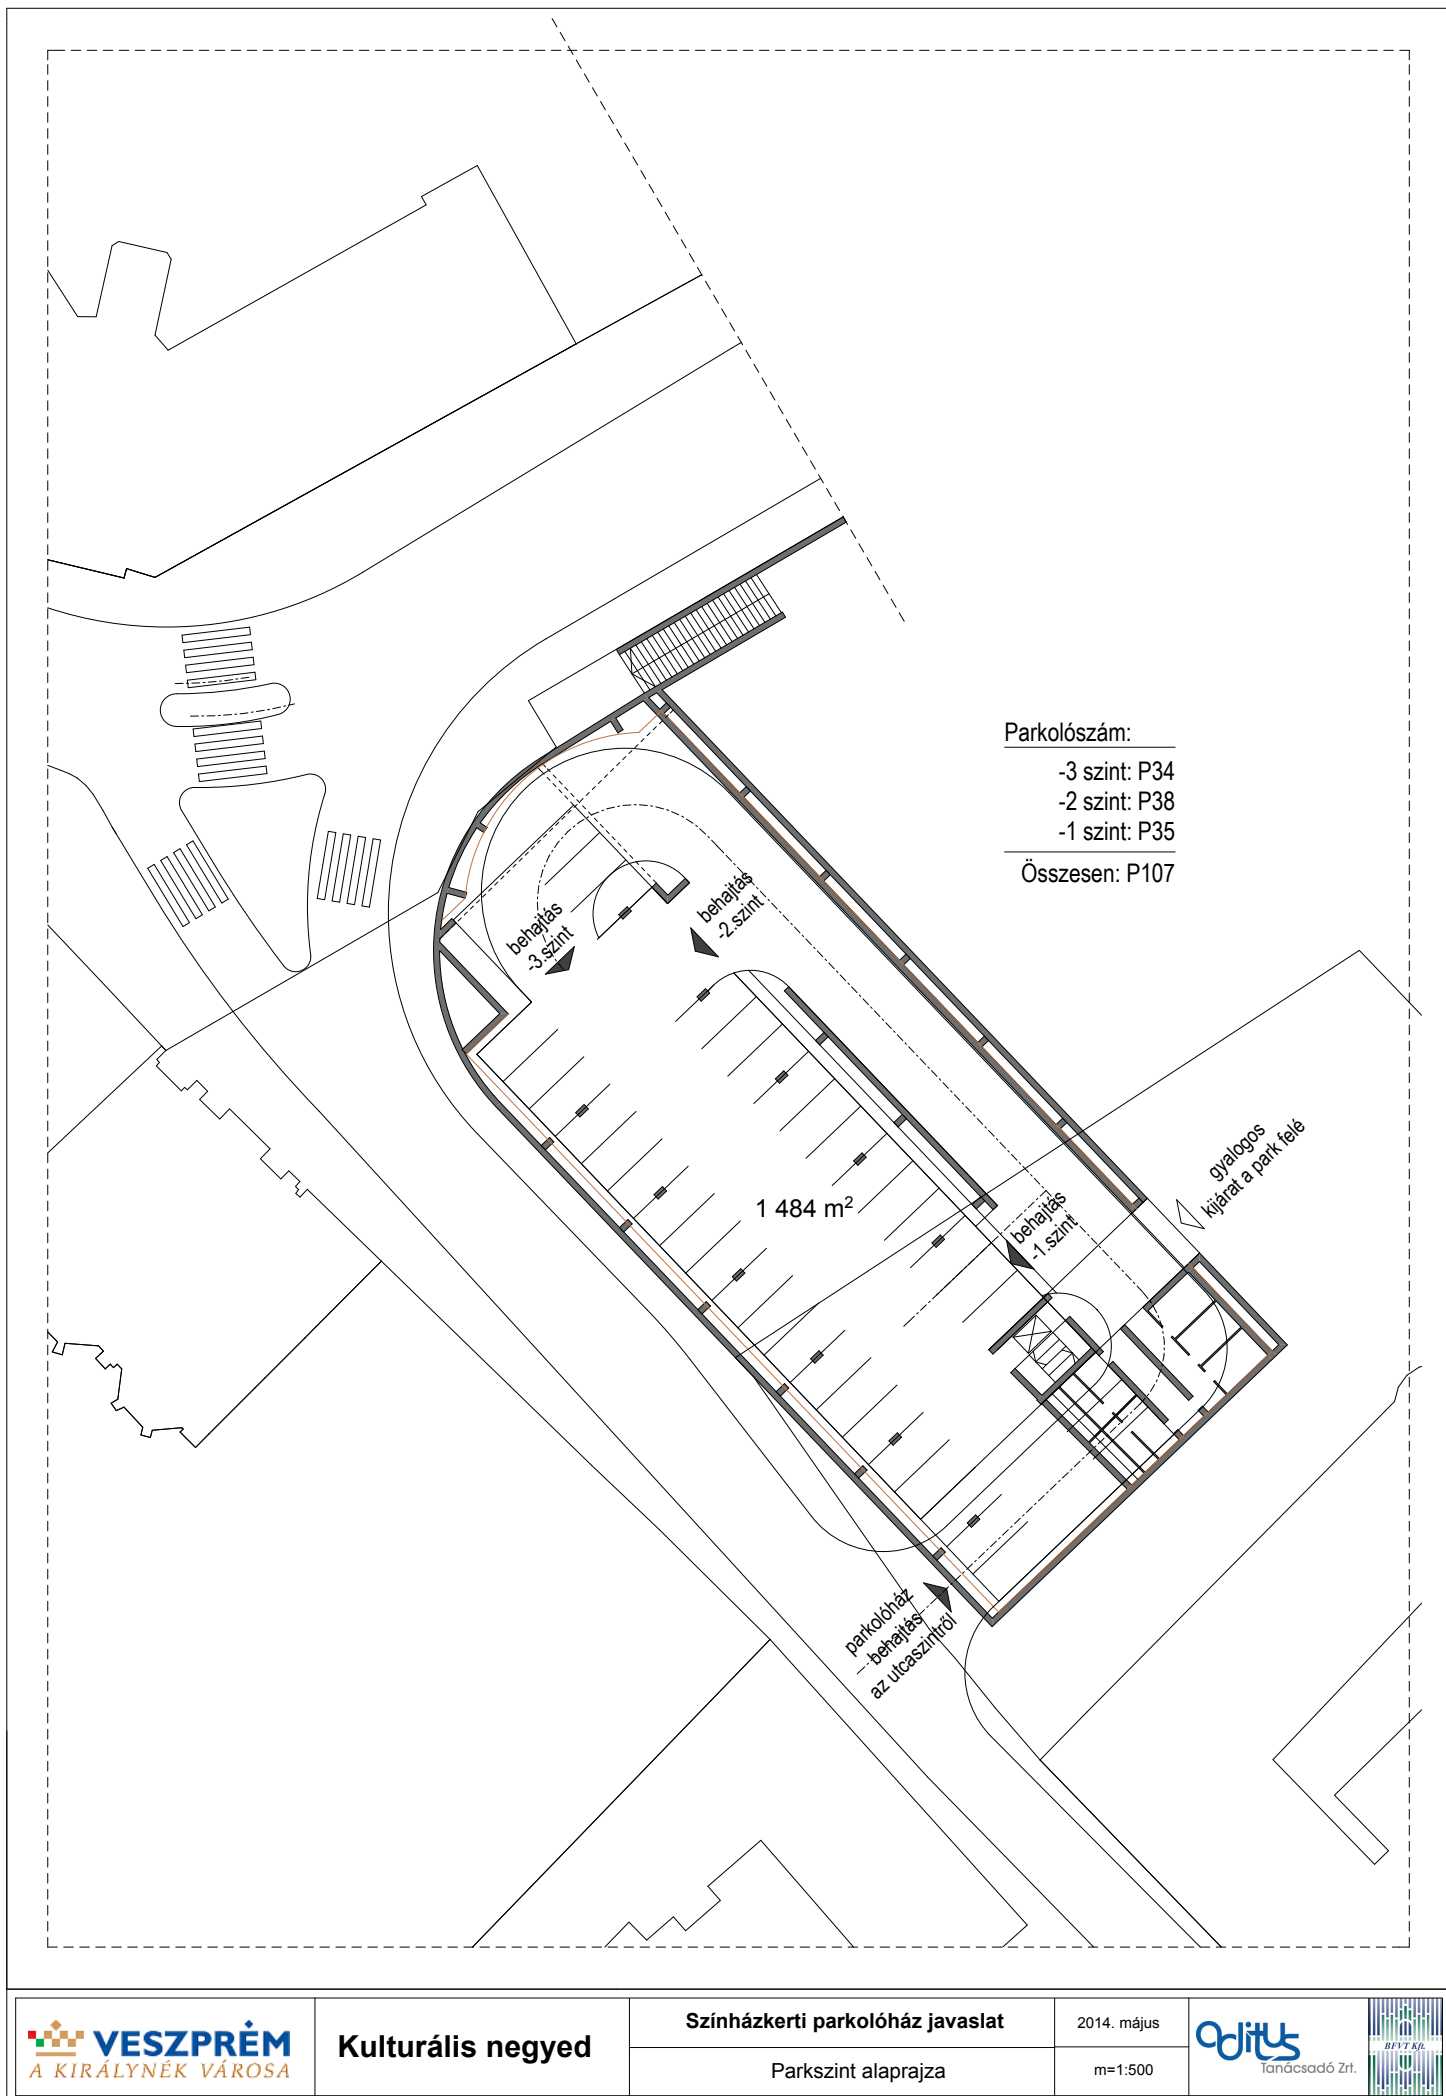 Parkolószám:
-3 szint: P34
-2 szint: P38
-1 szint: P35
Összesen: P107
behajtás
-3.szint
behajtás
-2.szint
gyalogos
kijárat a park felé
1 484 m²
behajtás
-1.szint
parkolóház
behajtás
az utcaszintről
VESZPRÉM
A KIRÁLYNÉK VÁROSA
Kulturális negyed
Színházkerti parkolóház javaslat
Parkszint alaprajza
2014. május
m=1:500
aditus
Tanácsadó Zrt.
BFVT Kft.